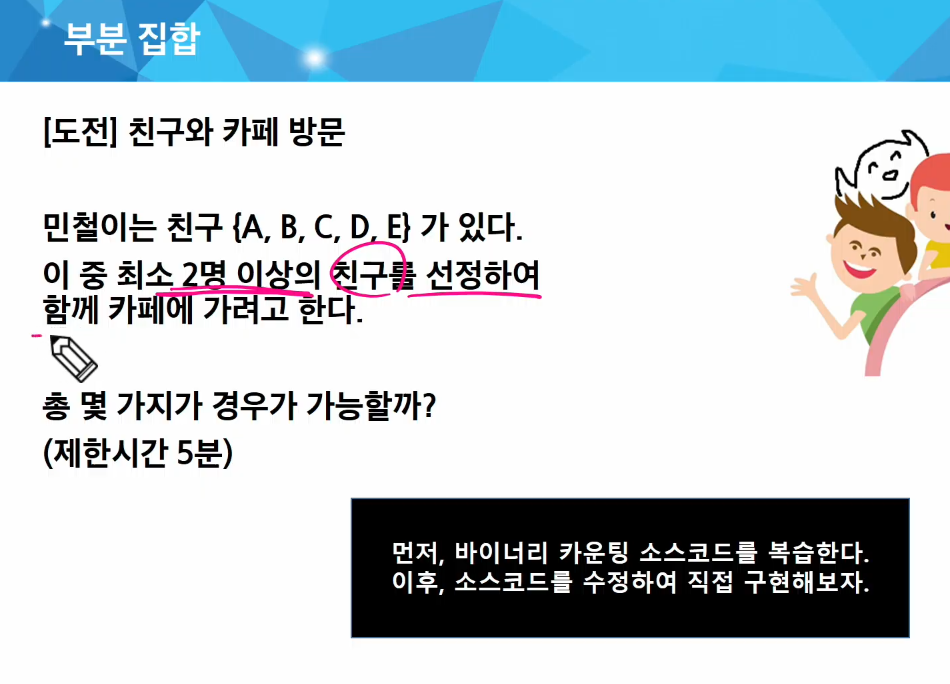 부분 집합
[도전] 친구와 카페 방문
민철이는 친구 {A, B, C, D, E} 가 있다.
이 중 최소 2명 이상의 친구를 선정하여
함께 카페에 가려고 한다.
총 몇 가지가 경우가 가능할까?
(제한시간 5분)
먼저, 바이너리 카운팅 소스코드를 복습한다.
이후, 소스코드를 수정하여 직접 구현해보자.